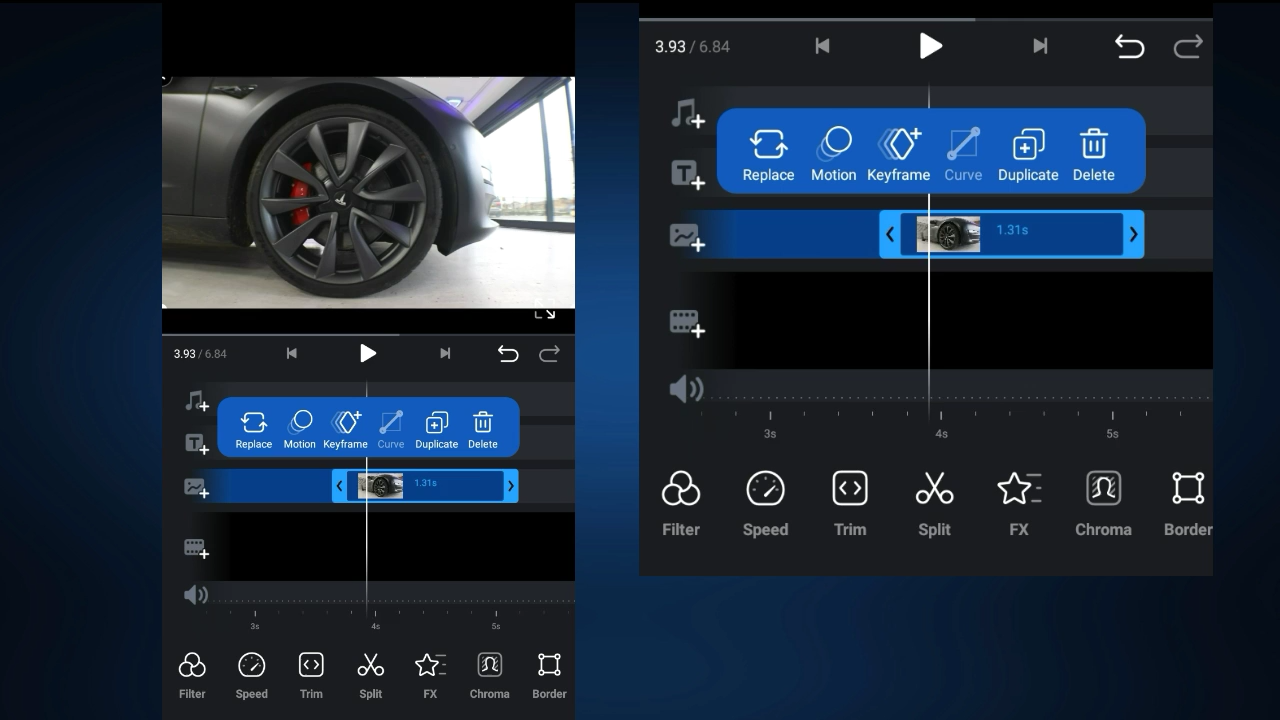 3.93 / 6.84
Replace Motion Keyframe Curve Duplicate Delete
1.31s
3s 4s 5s
Filter Speed Trim Split FX Chroma Border
3.93 / 6.84
Replace Motion Keyframe Curve Duplicate Delete
1.31s
3s 4s 5s
Filter Speed Trim Split FX Chroma Border